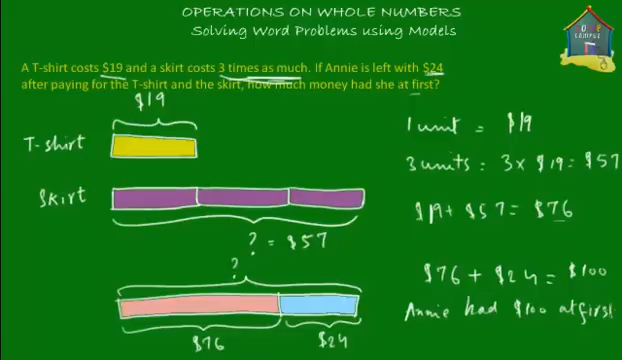 OPERATIONS ON WHOLE NUMBERS
Solving Word Problems using Models
ONE
CAMPUS
A T-shirt costs $19 and a skirt costs 3 times as much. If Annie is left with $24
after paying for the T-shirt and the skirt, how much money had she at first?
$19
T-shirt
Skirt
? = $57
?
$76
$24
1 unit = $19
3 units = 3 x $19 = $57
$19 + $57 = $76
$76 + $24 = $100
Annie had $100 at first